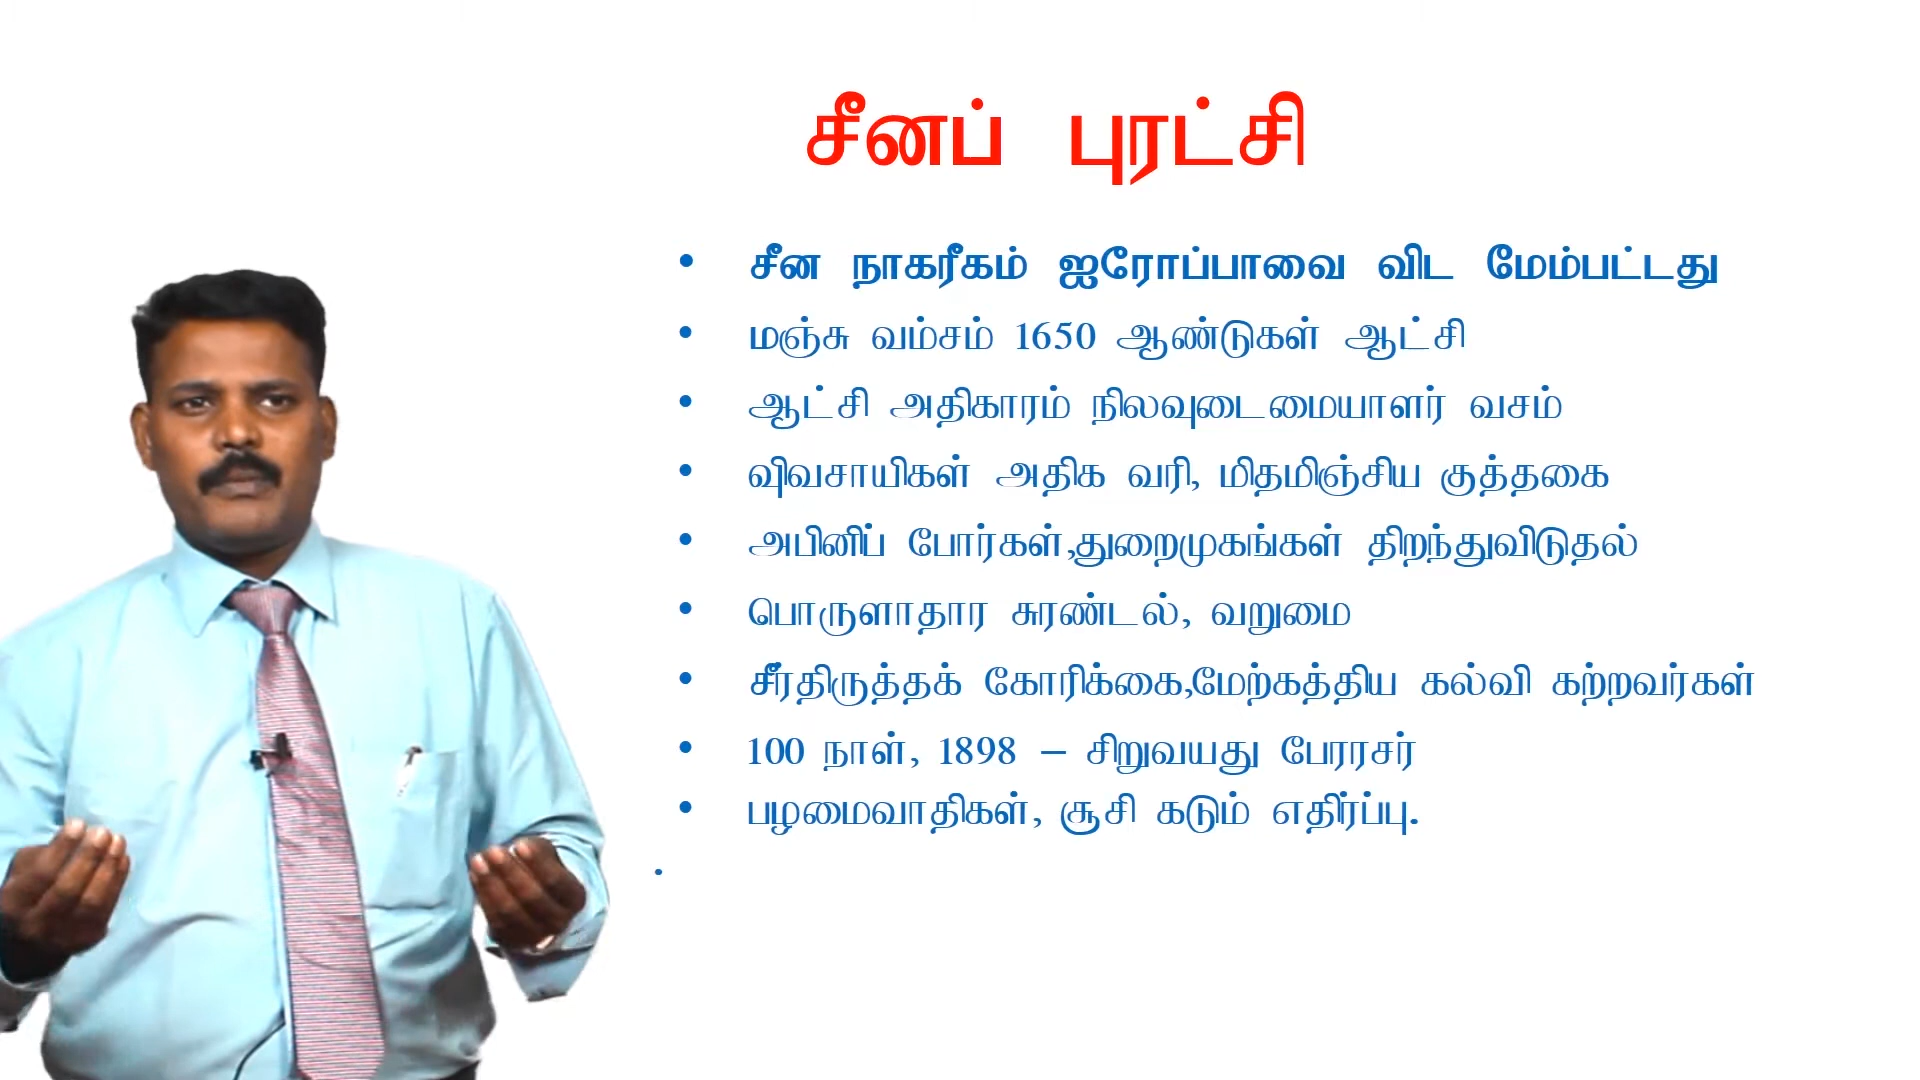 சீனப் புரட்சி
• சீன நாகரீகம் ஐரோப்பாவை விட மேம்பட்டது
• மஞ்சு வம்சம் 1650 ஆண்டுகள் ஆட்சி
• ஆட்சி அதிகாரம் நிலவுடைமையாளர் வசம்
• விவசாயிகள் அதிக வரி, மிதமிஞ்சிய குத்தகை
• அபினிப் போர்கள்,துறைமுகங்கள் திறந்துவிடுதல்
• பொருளாதார சுரண்டல், வறுமை
• சீர்திருத்தக் கோரிக்கை,மேற்கத்திய கல்வி கற்றவர்கள்
• 100 நாள், 1898 – சிறுவயது பேரரசர்
• பழமைவாதிகள், சூசி கடும் எதிர்ப்பு.